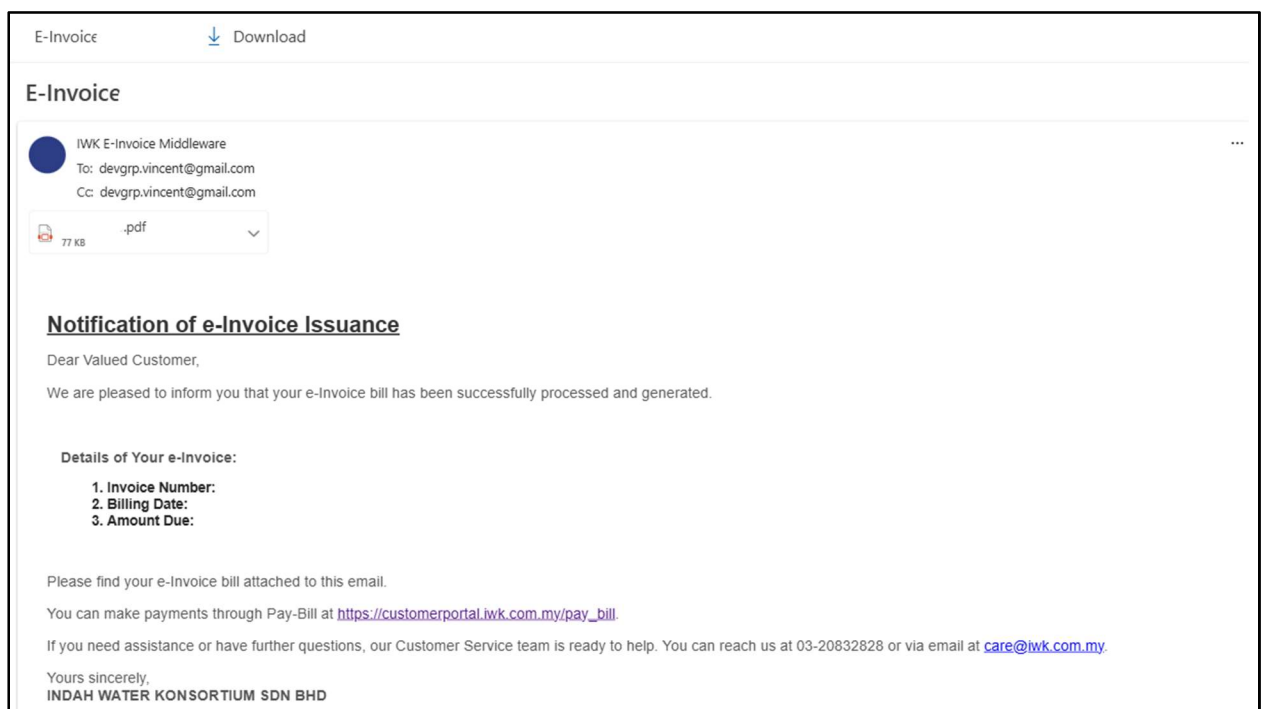 E-Invoice Download
E-Invoice
IWK E-Invoice Middleware
...
To: devgrp.vincent@gmail.com
Cc: devgrp.vincent@gmail.com
.pdf
77 KB
Notification of e-Invoice Issuance
Dear Valued Customer,
We are pleased to inform you that your e-Invoice bill has been successfully processed and generated.
Details of Your e-Invoice:
1. Invoice Number:
2. Billing Date:
3. Amount Due:
Please find your e-Invoice bill attached to this email.
You can make payments through Pay-Bill at https://customerportal.iwk.com.my/pay_bill.
If you need assistance or have further questions, our Customer Service team is ready to help. You can reach us at 03-20832828 or via email at care@iwk.com.my.
Yours sincerely,
INDAH WATER KONSORTIUM SDN BHD